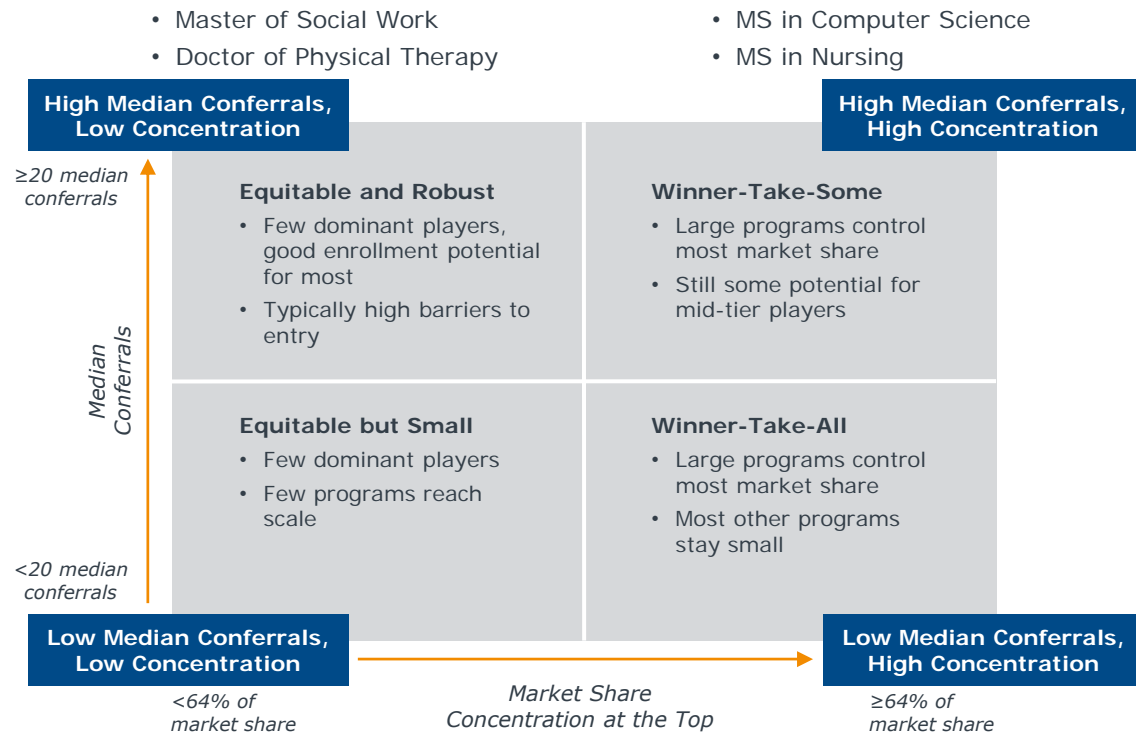 • Master of Social Work
• Doctor of Physical Therapy
• MS in Computer Science
• MS in Nursing
High Median Conferrals,
Low Concentration
High Median Conferrals,
High Concentration
≥20 median
conferrals
Equitable and Robust
• Few dominant players,
good enrollment potential
for most
• Typically high barriers to
entry
Winner-Take-Some
• Large programs control
most market share
• Still some potential for
mid-tier players
Median
Conferrals
Equitable but Small
• Few dominant players
• Few programs reach
scale
Winner-Take-All
• Large programs control
most market share
• Most other programs
stay small
<20 median
conferrals
Low Median Conferrals,
Low Concentration
Low Median Conferrals,
High Concentration
<64% of
market share
Market Share
Concentration at the Top
≥64% of
market share